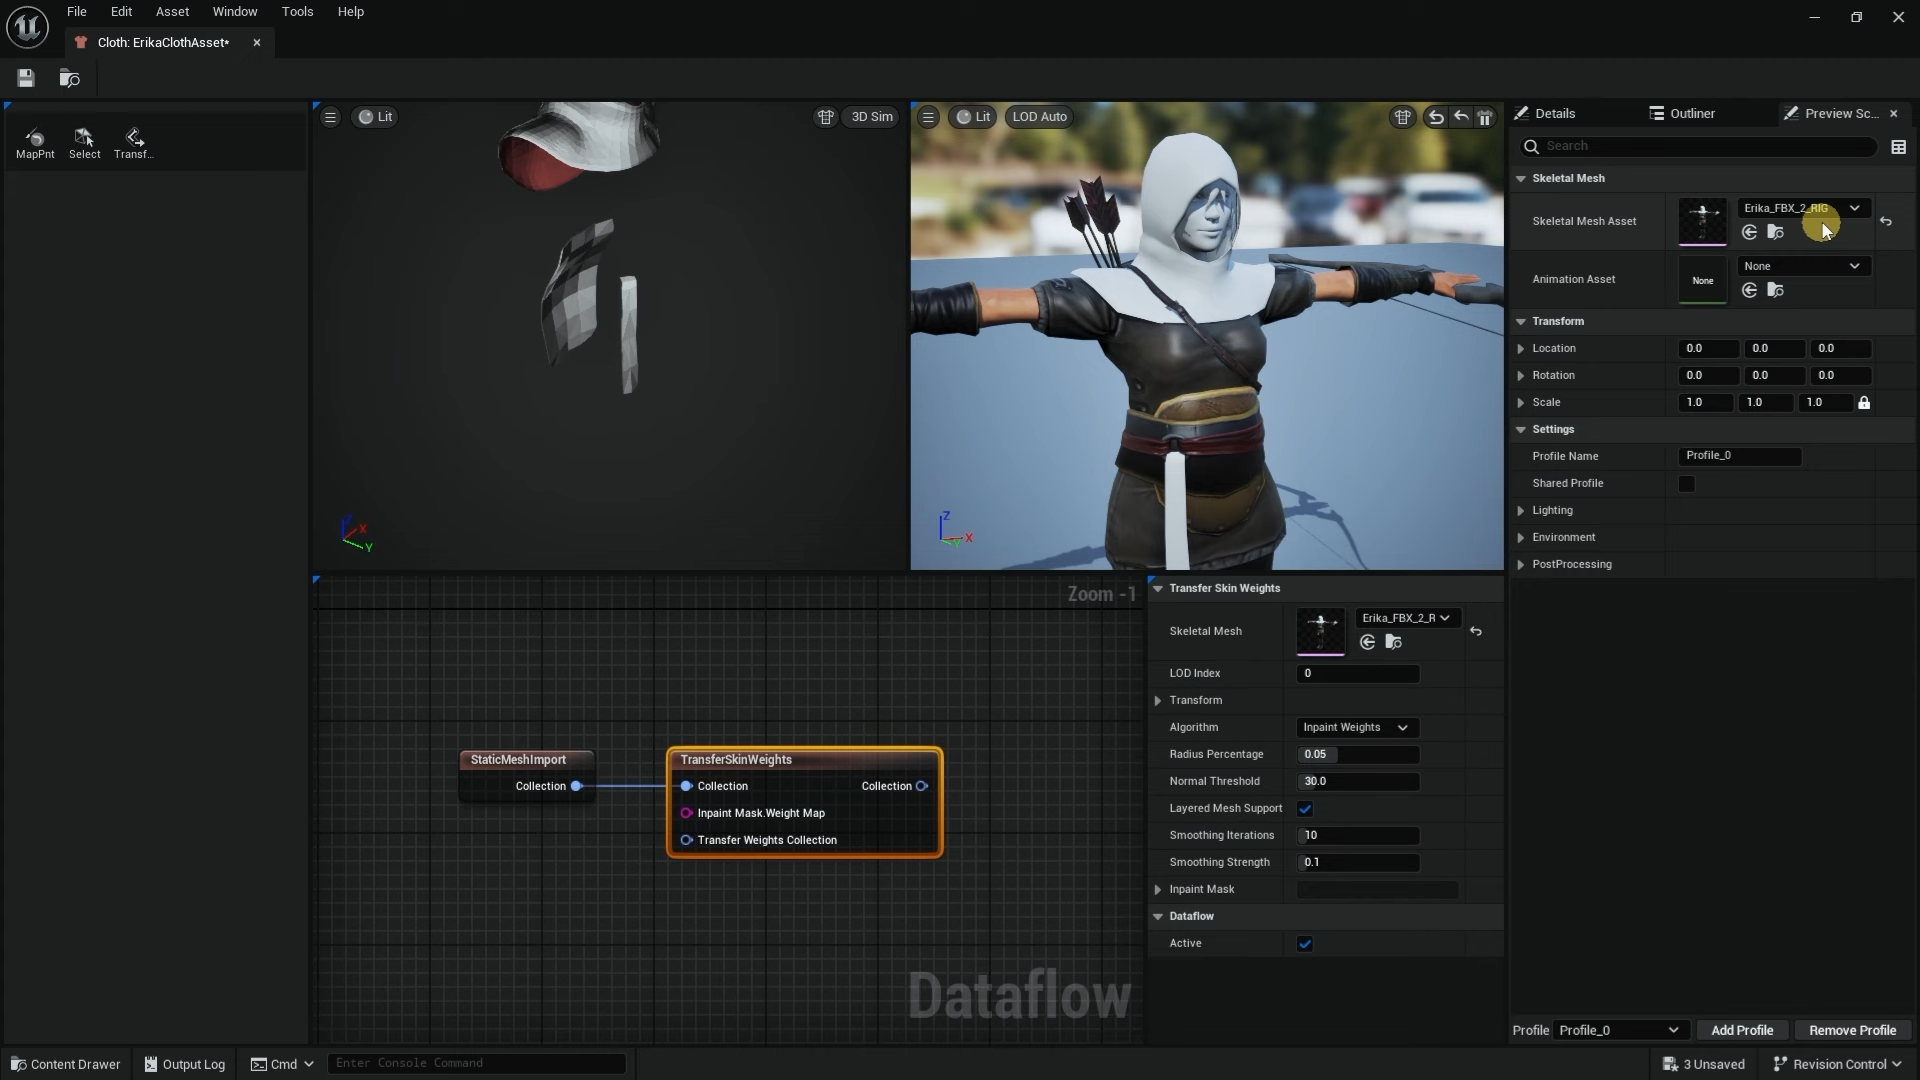 File Edit Asset Window Tools Help
Cloth: ErikaClothAsset*
MapPnt Select Transf...
Lit 3D Sim
Lit LOD Auto
Z X Y
Details Outliner Preview Sc...
Search
Skeletal Mesh
Skeletal Mesh Asset Erika_FBX_2_RIG
Animation Asset None None
Transform
Location 0.0 0.0 0.0
Rotation 0.0 0.0 0.0
Scale 1.0 1.0 1.0
Settings
Profile Name Profile_0
Shared Profile
Lighting
Environment
PostProcessing
Zoom -1
StaticMeshImport
Collection
TransferSkinWeights
Collection Collection
Inpaint Mask.Weight Map
Transfer Weights Collection
Dataflow
Transfer Skin Weights
Skeletal Mesh Erika_FBX_2_R
LOD Index 0
Transform
Algorithm Inpaint Weights
Radius Percentage 0.05
Normal Threshold 30.0
Layered Mesh Support
Smoothing Iterations 10
Smoothing Strength 0.1
Inpaint Mask
Dataflow
Active
Profile Profile_0 Add Profile Remove Profile
Content Drawer Output Log Cmd Enter Console Command 3 Unsaved Revision Control